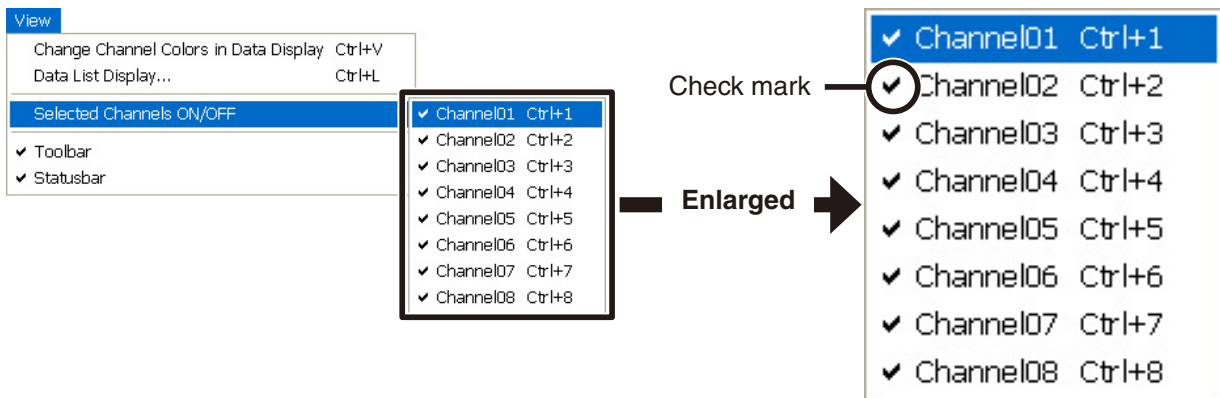 View
Change Channel Colors in Data Display Ctrl+V
Data List Display... Ctrl+L
Selected Channels ON/OFF
Toolbar
Statusbar
Channel01 Ctrl+1
Channel02 Ctrl+2
Channel03 Ctrl+3
Channel04 Ctrl+4
Channel05 Ctrl+5
Channel06 Ctrl+6
Channel07 Ctrl+7
Channel08 Ctrl+8
Enlarged
Check mark
Channel01 Ctrl+1
Channel02 Ctrl+2
Channel03 Ctrl+3
Channel04 Ctrl+4
Channel05 Ctrl+5
Channel06 Ctrl+6
Channel07 Ctrl+7
Channel08 Ctrl+8